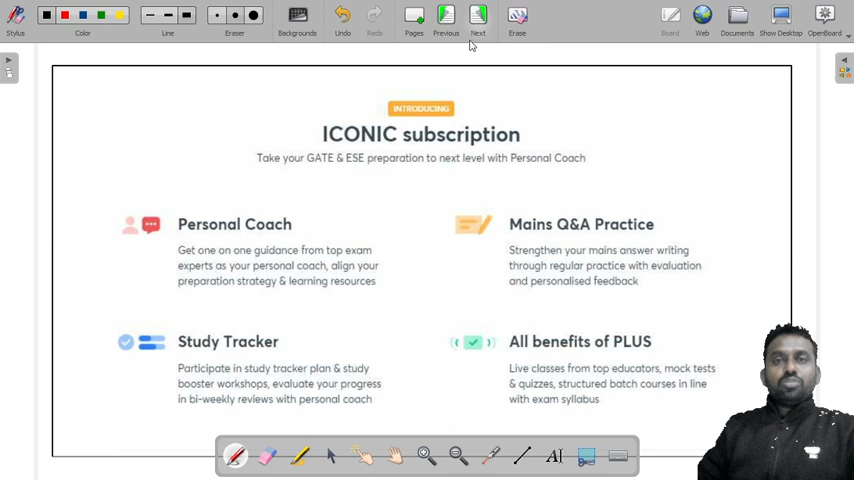 Stylus
Color
Line
Eraser
Backgrounds
Undo
Redo
Pages
Previous
Next
Erase
Board
Web
Documents
Show Desktop
OpenBoard
INTRODUCING
ICONIC subscription
Take your GATE & ESE preparation to next level with Personal Coach
Personal Coach
Get one on one guidance from top exam
experts as your personal coach, align your
preparation strategy & learning resources
Mains Q&A Practice
Strengthen your mains answer writing
through regular practice with evaluation
and personalised feedback
Study Tracker
Participate in study tracker plan & study
booster workshops, evaluate your progress
in bi-weekly reviews with personal coach
All benefits of PLUS
Live classes from top educators, mock tests
& quizzes, structured batch courses in line
with exam syllabus
AI